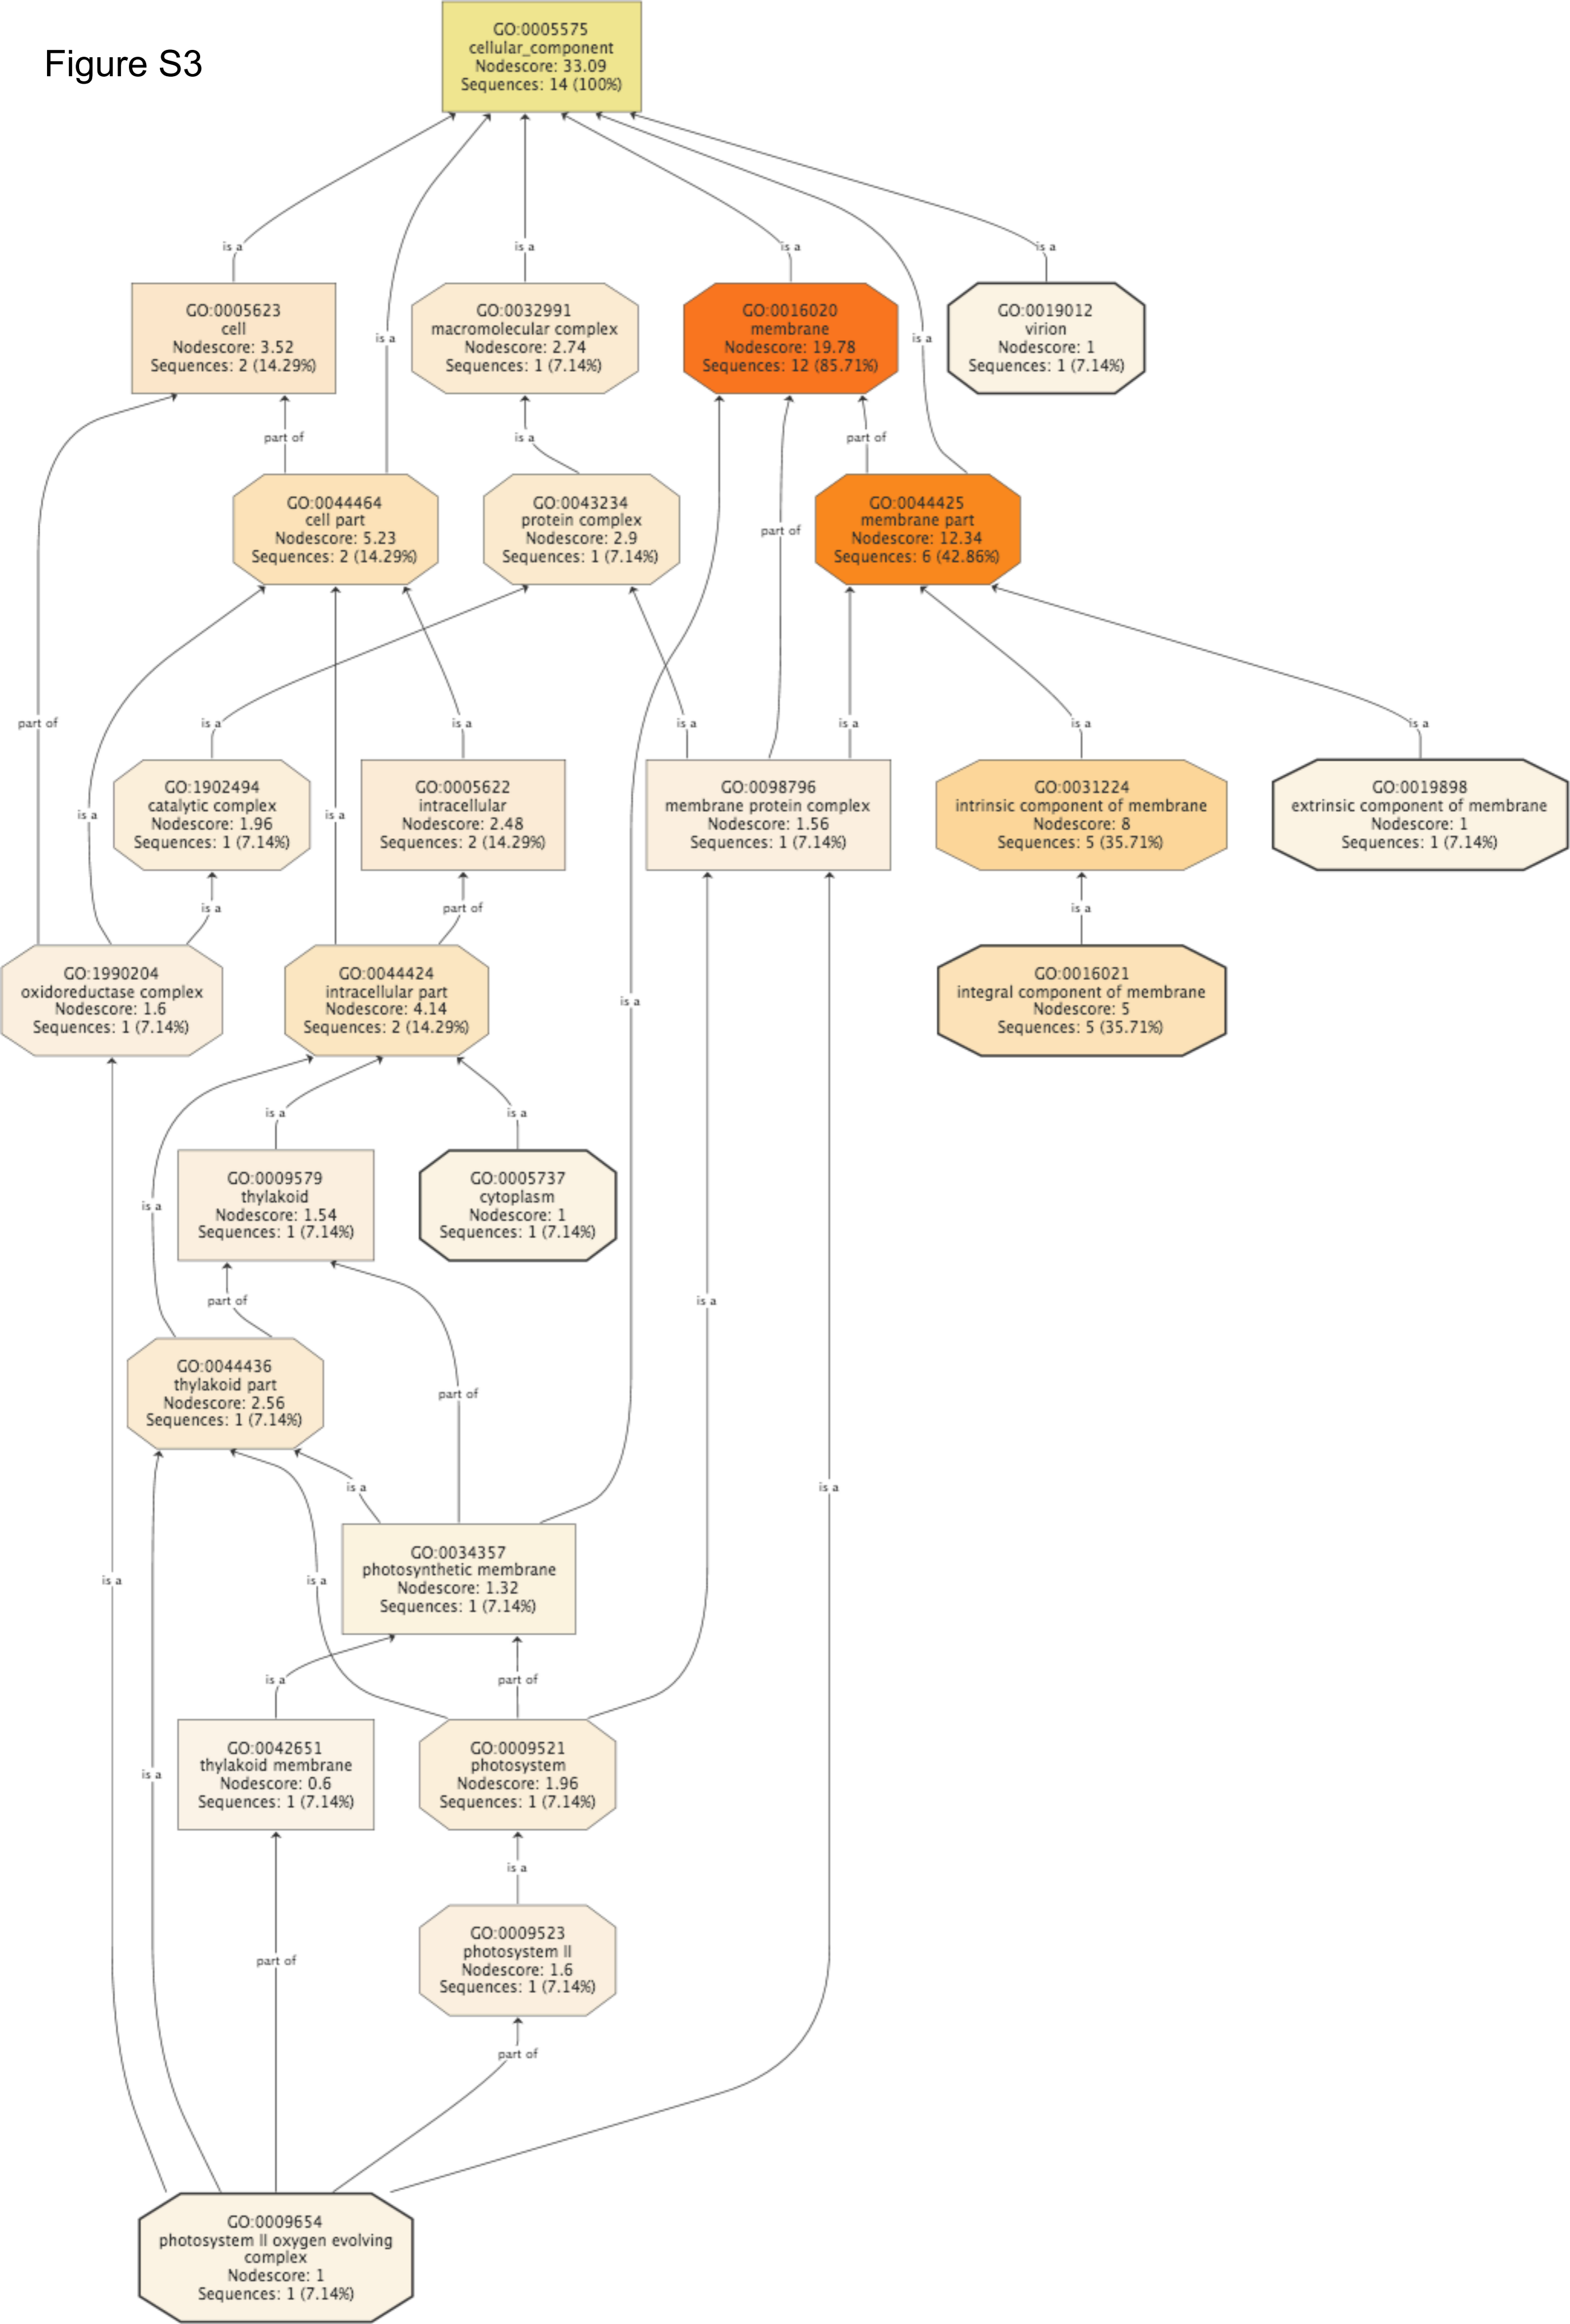 Figure S3
GO:0005575
cellular_component
Nodescore: 33.09
Sequences: 14 (100%)
is a
is a
is a
is a
GO:0005623
cell
Nodescore: 3.52
Sequences: 2 (14.29%)
is a
GO:0032991
macromolecular complex
Nodescore: 2.74
Sequences: 1 (7.14%)
GO:0016020
membrane
Nodescore: 19.78
Sequences: 12 (85.71%)
is a
GO:0019012
virion
Nodescore: 1
Sequences: 1 (7.14%)
part of
is a
part of
GO:0044464
cell part
Nodescore: 5.23
Sequences: 2 (14.29%)
GO:0043234
protein complex
Nodescore: 2.9
Sequences: 1 (7.14%)
part of
GO:0044425
membrane part
Nodescore: 12.34
Sequences: 6 (42.86%)
part of
is a
is a
is a
is a
is a
is a
is a
GO:1902494
catalytic complex
Nodescore: 1.96
Sequences: 1 (7.14%)
is a
GO:0005622
intracellular
Nodescore: 2.48
Sequences: 2 (14.29%)
GO:0098796
membrane protein complex
Nodescore: 1.56
Sequences: 1 (7.14%)
GO:0031224
intrinsic component of membrane
Nodescore: 8
Sequences: 5 (35.71%)
GO:0019898
extrinsic component of membrane
Nodescore: 1
Sequences: 1 (7.14%)
is a
part of
is a
GO:1990204
oxidoreductase complex
Nodescore: 1.6
Sequences: 1 (7.14%)
GO:0044424
intracellular part
Nodescore: 4.14
Sequences: 2 (14.29%)
is a
GO:0016021
integral component of membrane
Nodescore: 5
Sequences: 5 (35.71%)
is a
is a
is a
GO:0009579
thylakoid
Nodescore: 1.54
Sequences: 1 (7.14%)
GO:0005737
cytoplasm
Nodescore: 1
Sequences: 1 (7.14%)
part of
is a
GO:0044436
thylakoid part
Nodescore: 2.56
Sequences: 1 (7.14%)
part of
is a
is a
is a
is a
GO:0034357
photosynthetic membrane
Nodescore: 1.32
Sequences: 1 (7.14%)
is a
part of
is a
GO:0042651
thylakoid membrane
Nodescore: 0.6
Sequences: 1 (7.14%)
GO:0009521
photosystem
Nodescore: 1.96
Sequences: 1 (7.14%)
is a
part of
GO:0009523
photosystem II
Nodescore: 1.6
Sequences: 1 (7.14%)
part of
GO:0009654
photosystem II oxygen evolving
complex
Nodescore: 1
Sequences: 1 (7.14%)